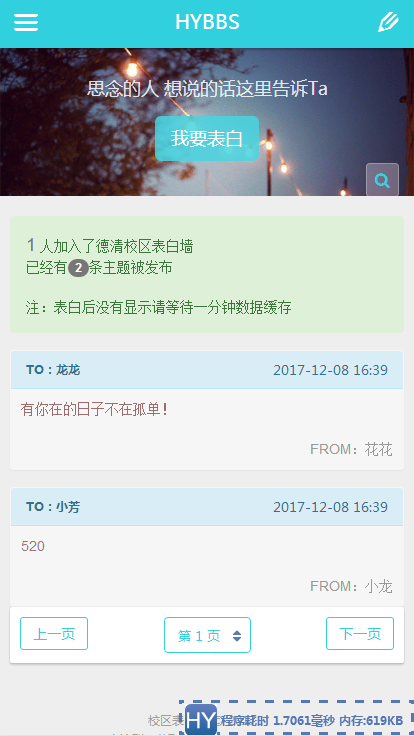 HYBBS
思念的人 想说的话这里告诉Ta
我要表白
1 人加入了德清校区表白墙
已经有 2 条主题被发布
注：表白后没有显示请等待一分钟数据缓存
TO：龙龙 2017-12-08 16:39
有你在的日子不在孤单！
FROM：花花
TO：小芳 2017-12-08 16:39
520
FROM：小龙
上一页 第 1 页 下一页
校区表
HY 程序耗时 1.7061毫秒 内存:619KB